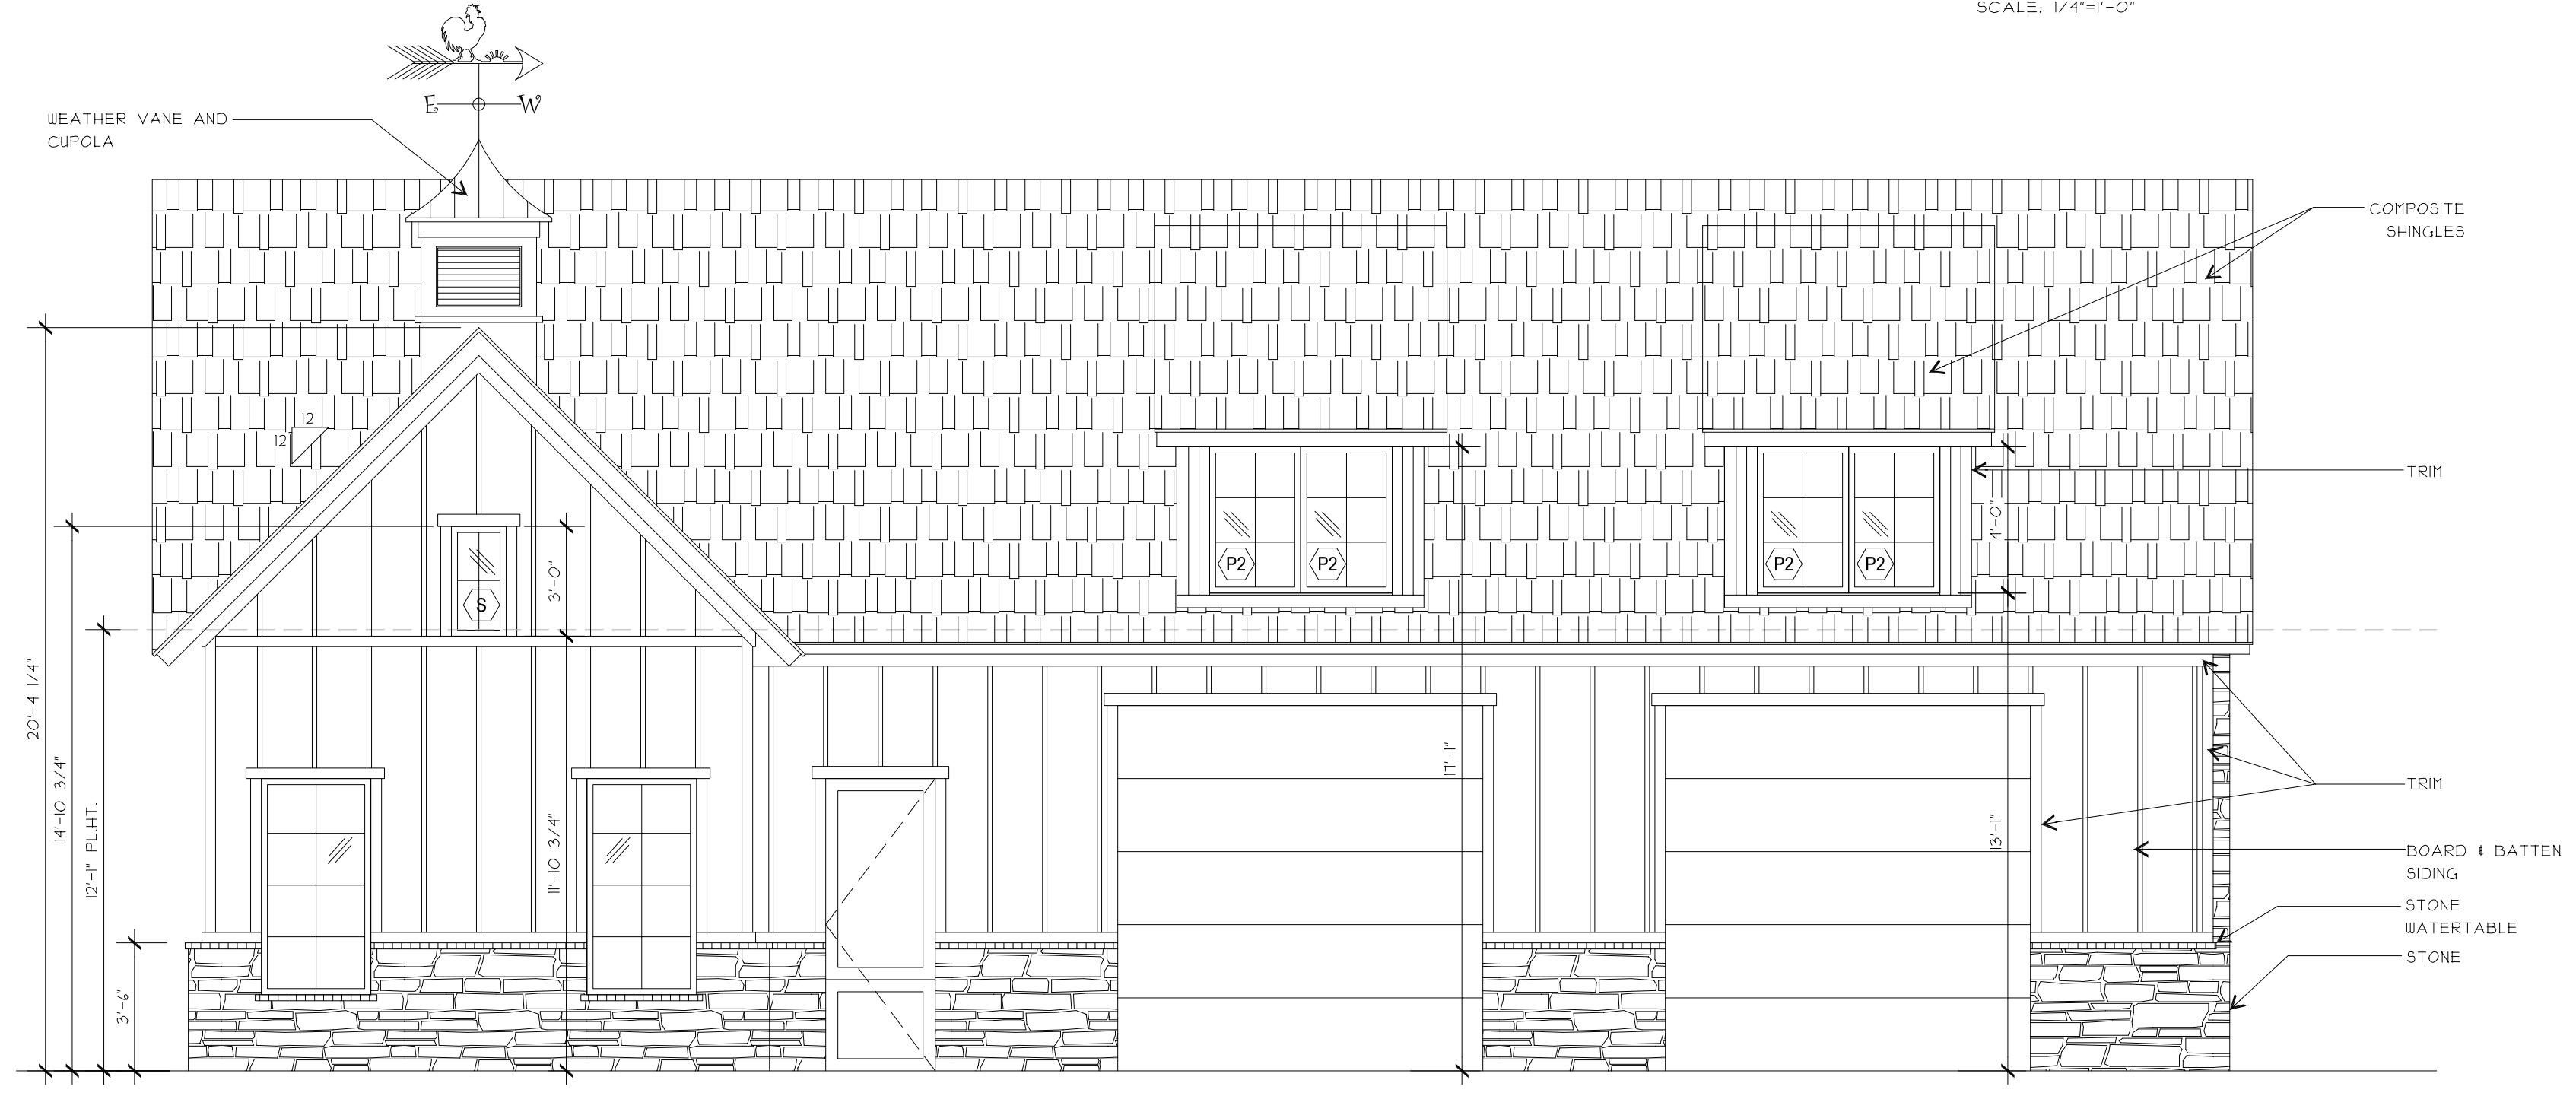 SCALE: 1/4"=1'-0"
E W
WEATHER VANE AND
CUPOLA
COMPOSITE
SHINGLES
12
12
TRIM
4'-0"
P2
P2
P2
P2
3'-0"
S
20'-4 1/4"
14'-10 3/4"
12'-1" PL.HT.
11'-10 3/4"
17'-1"
13'-1"
TRIM
BOARD & BATTEN
SIDING
STONE
WATERTABLE
STONE
3'-6"